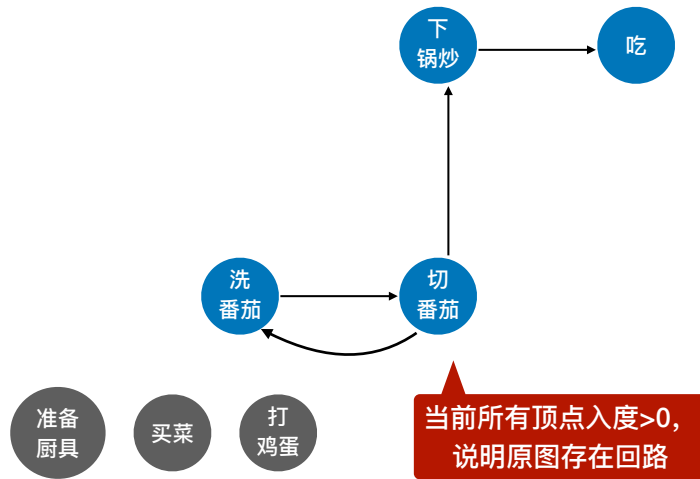 下
锅炒
吃
洗
番茄
切
番茄
准备
厨具
买菜
打
鸡蛋
当前所有顶点入度>0，
说明原图存在回路